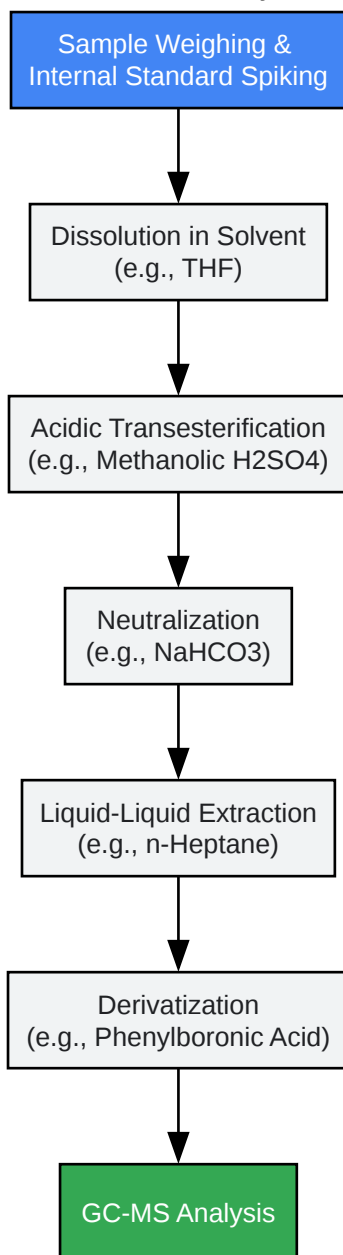 Sample Weighing &
Internal Standard Spiking
Dissolution in Solvent
(e.g., THF)
Acidic Transesterification
(e.g., Methanolic H2SO4)
Neutralization
(e.g., NaHCO3)
Liquid-Liquid Extraction
(e.g., n-Heptane)
Derivatization
(e.g., Phenylboronic Acid)
GC-MS Analysis